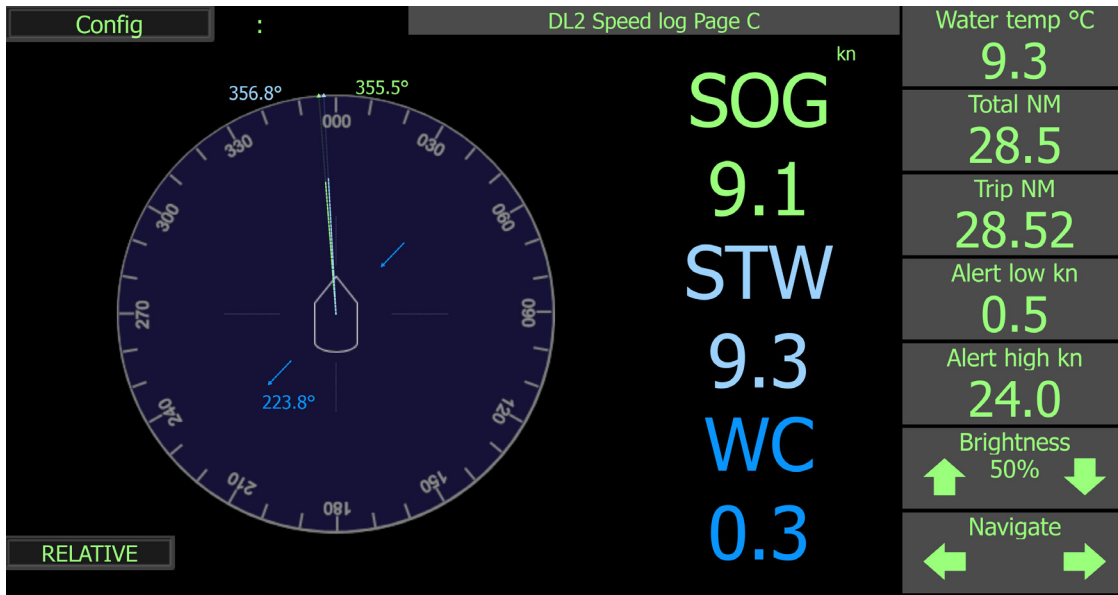 Config
:
DL2 Speed log Page C
356.8°
355.5°
000
030
060
090
120
150
180
210
240
270
300
330
223.8°
RELATIVE
kn
SOG
9.1
STW
9.3
WC
0.3
Water temp °C
9.3
Total NM
28.5
Trip NM
28.52
Alert low kn
0.5
Alert high kn
24.0
Brightness
50%
Navigate